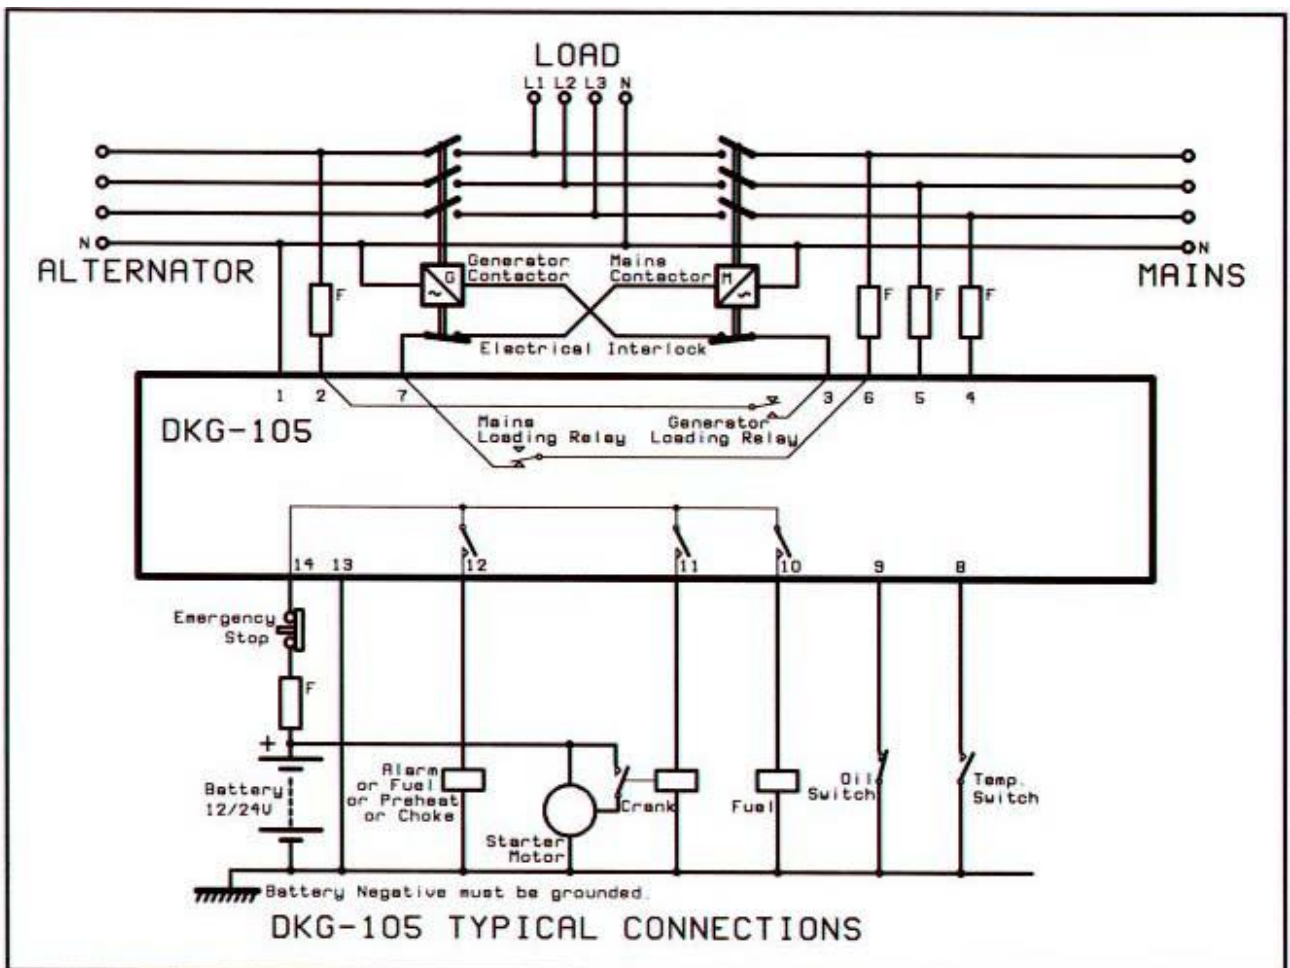 LOAD
L1 L2 L3 N
N
ALTERNATOR
G
Generator
Contactor
Mains
Contactor
M
N
MAINS
F
F
F
F
Electrical Interlock
1 2 7 3 6 5 4
DKG-105
Mains
Loading Relay
Generator
Loading Relay
14 13 12 11 10 9 8
Emergency
Stop
F
+
Battery
12/24V
Alarm
or Fuel
or Preheat
or Choke
Starter
Motor
Crank
Fuel
Oil
Switch
Temp.
Switch
Battery Negative must be grounded.
DKG-105 TYPICAL CONNECTIONS